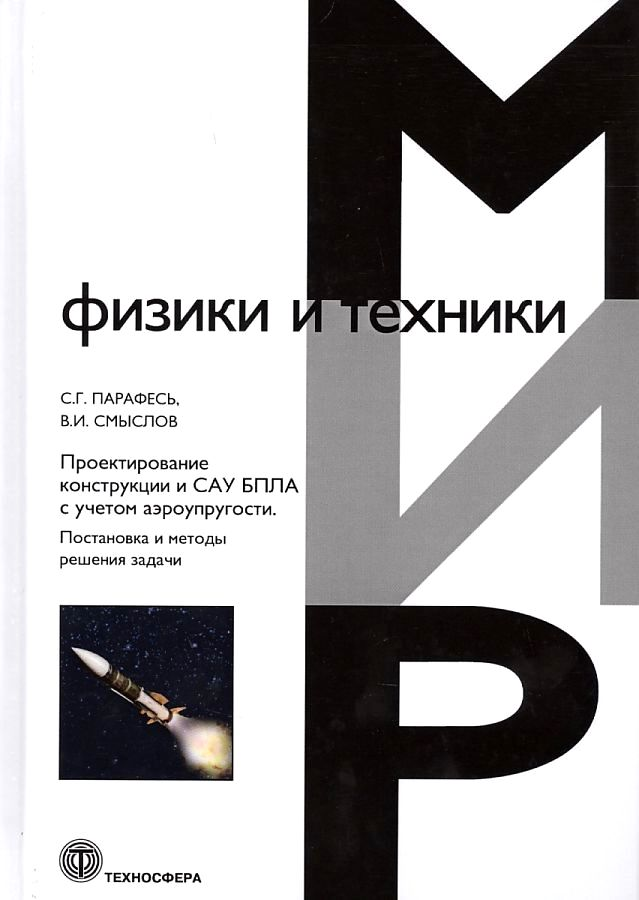 МИР
физики и техники
С.Г. ПАРАФЕСЬ,
В.И. СМЫСЛОВ
Проектирование
конструкции и САУ БПЛА
с учетом аэроупругости.
Постановка и методы
решения задачи
ТЕХНОСФЕРА